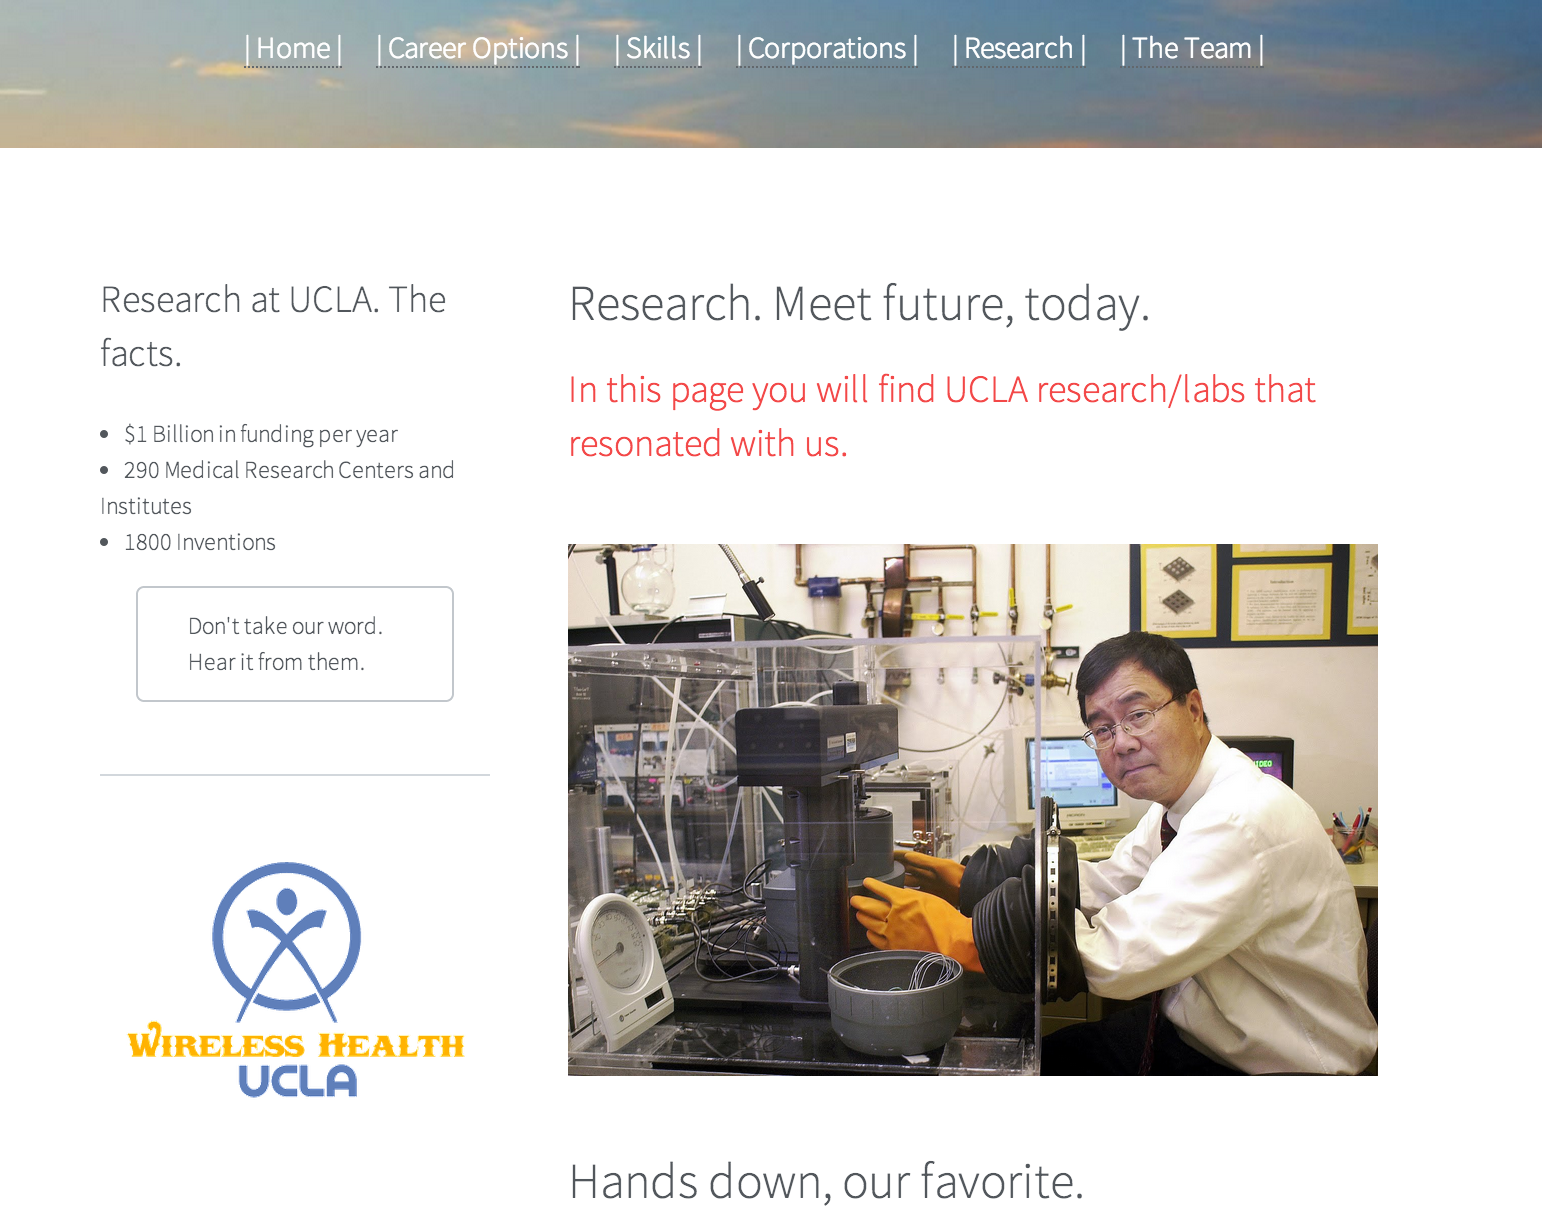 | Home | | Career Options | | Skills | | Corporations | | Research | | The Team |
Research at UCLA. The
facts.
• $1 Billion in funding per year
• 290 Medical Research Centers and
Institutes
• 1800 Inventions
Don't take our word.
Hear it from them.
WIRELESS HEALTH
UCLA
Research. Meet future, today.
In this page you will find UCLA research/labs that
resonated with us.
Introduction
VIDEO
Hands down, our favorite.